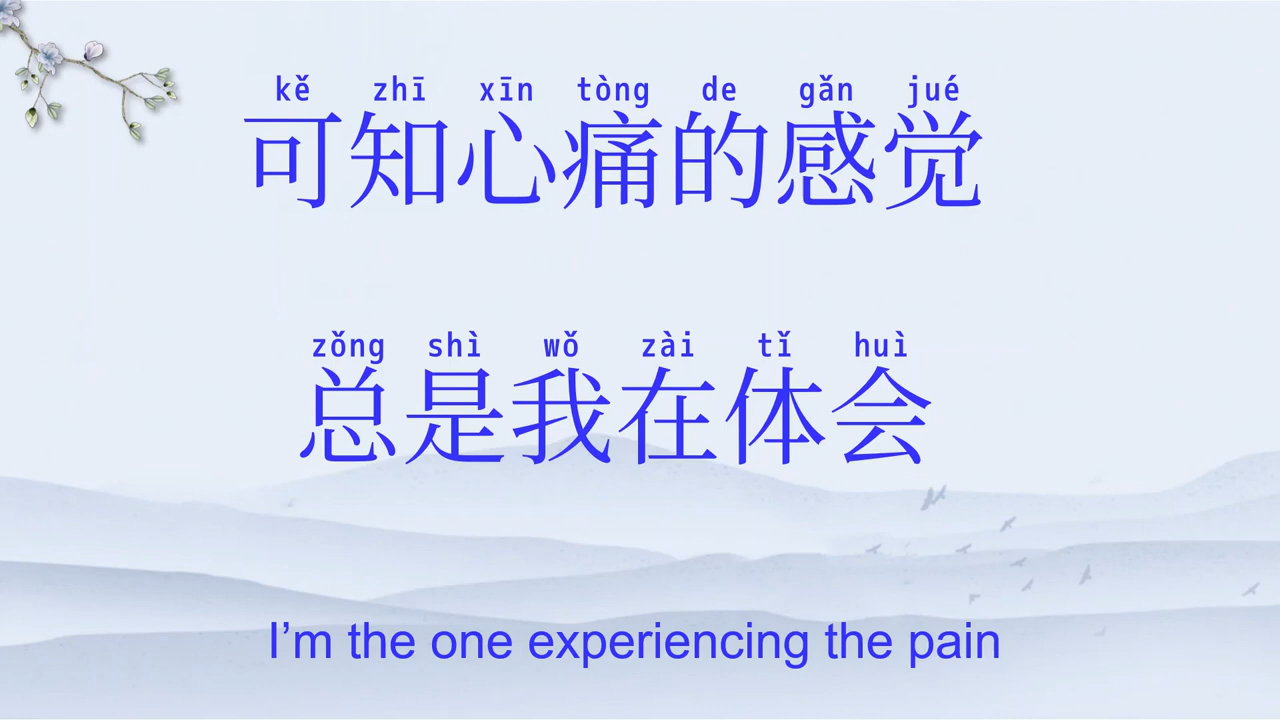 kě zhī xīn tòng de gǎn jué
可知心痛的感觉
zǒng shì wǒ zài tǐ huì
总是我在体会
I’m the one experiencing the pain